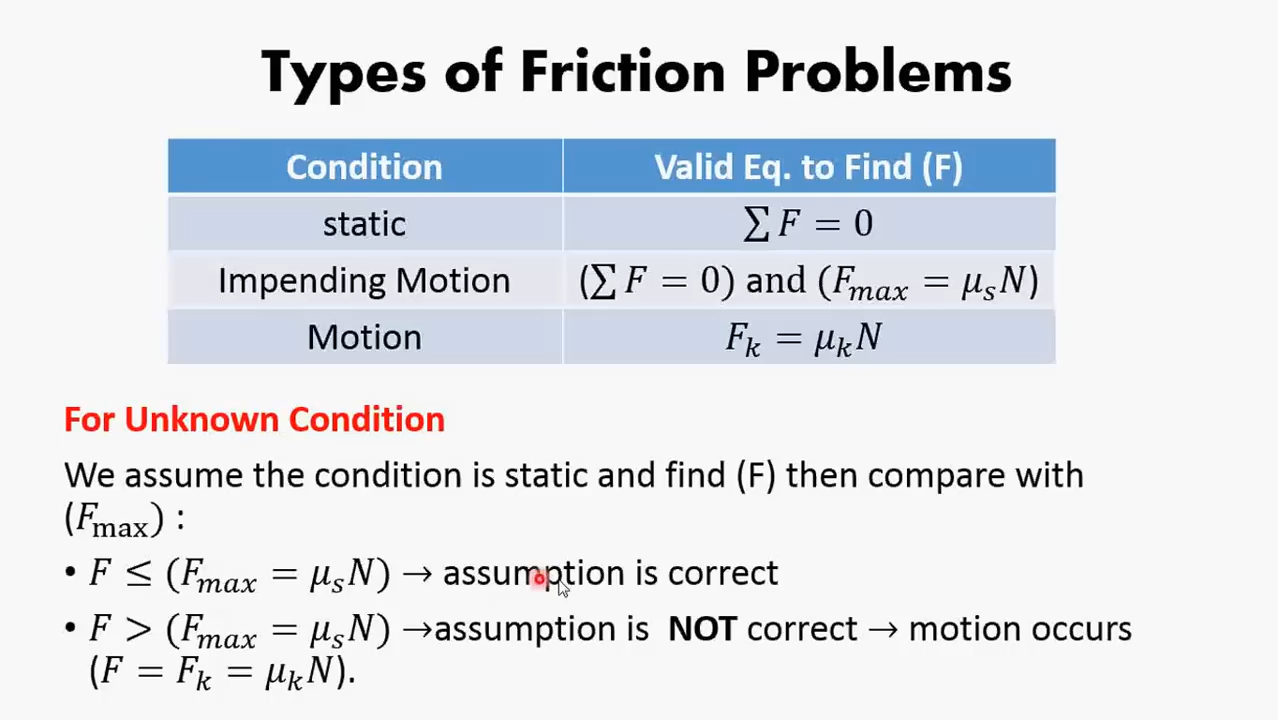 Types of Friction Problems
Condition Valid Eq. to Find (F)
static ∑ F = 0
Impending Motion (∑ F = 0) and (Fₘₐₓ = μₛN)
Motion Fₖ = μₖN
For Unknown Condition
We assume the condition is static and find (F) then compare with
(Fₘₐₓ) :
• F ≤ (Fₘₐₓ = μₛN) → assumption is correct
• F > (Fₘₐₓ = μₛN) →assumption is NOT correct → motion occurs
(F = Fₖ = μₖN).